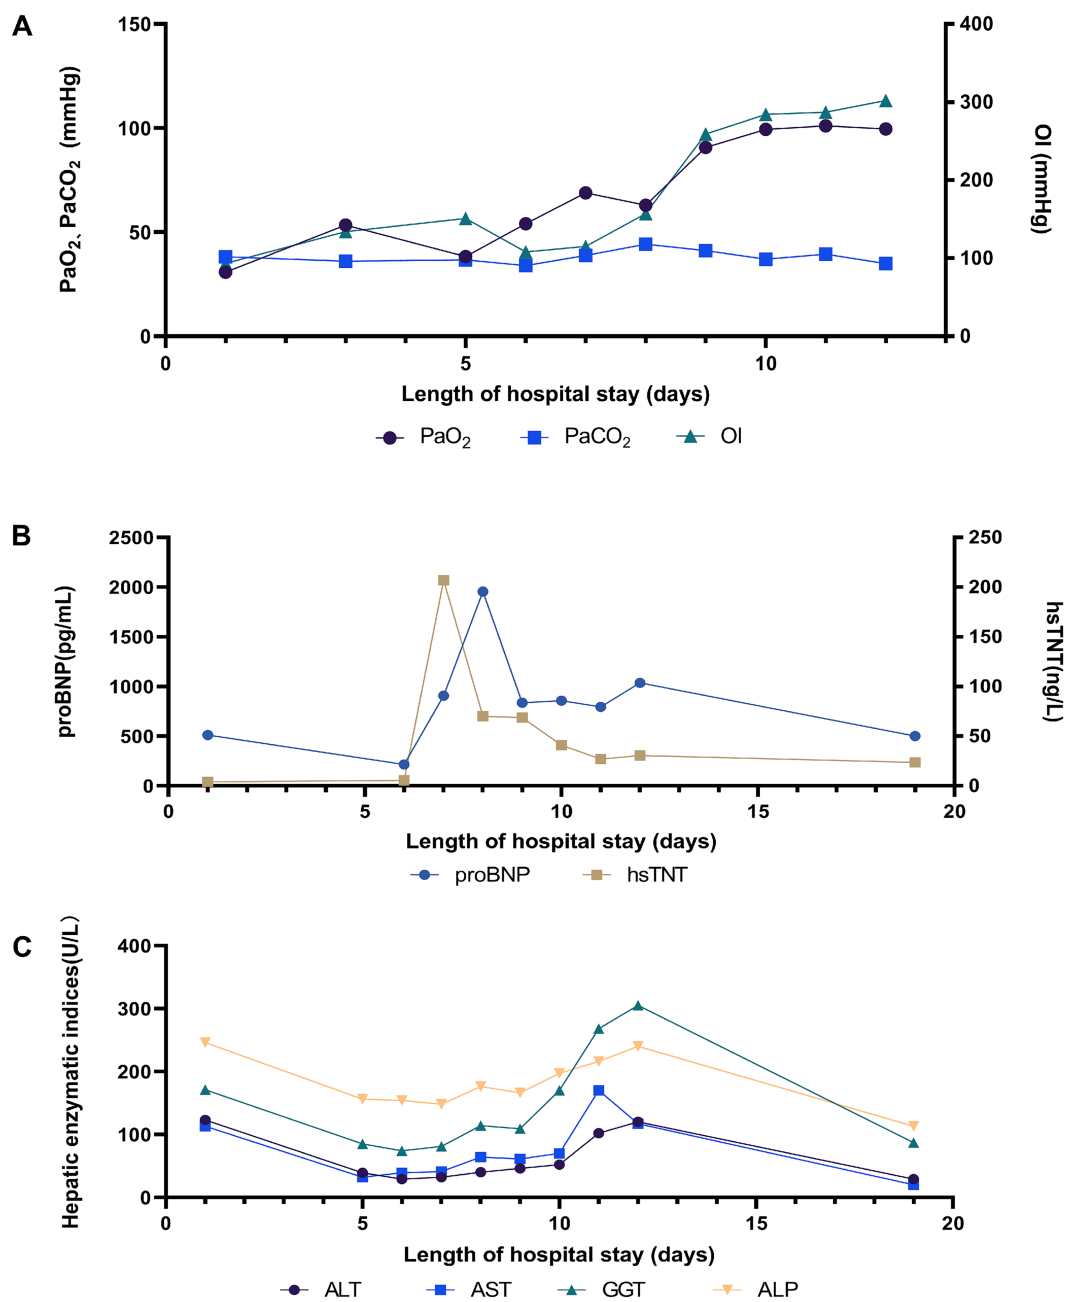 A
PaO2、PaCO2 (mmHg)
150
100
50
0
400
300
200
100
0
OI (mmHg)
0 5 10
Length of hospital stay (days)
PaO2 PaCO2 OI
B
proBNP(pg/mL)
2500
2000
1500
1000
500
0
250
200
150
100
50
0
hsTNT(ng/L)
0 5 10 15 20
Length of hospital stay (days)
proBNP hsTNT
C
Hepatic enzymatic indices(U/L）
400
300
200
100
0
0 5 10 15 20
Length of hospital stay (days)
ALT AST GGT ALP